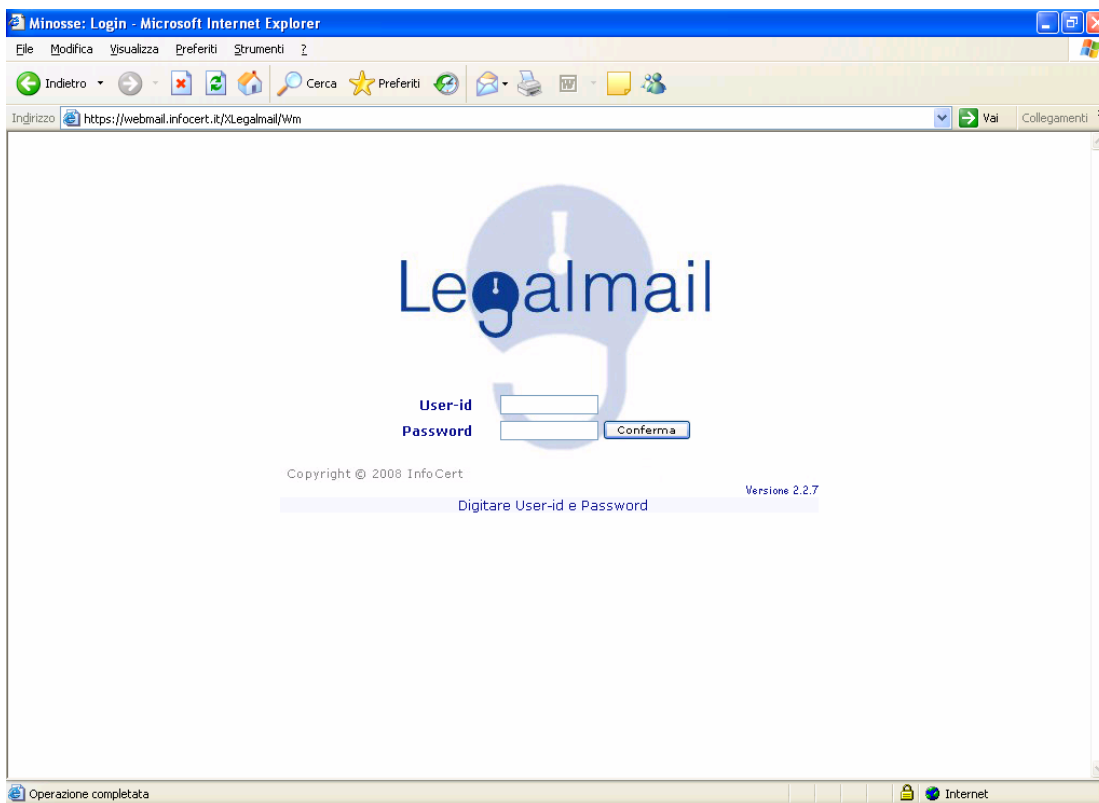 Minosse: Login - Microsoft Internet Explorer
File Modifica Visualizza Preferiti Strumenti ?
Indietro Cerca Preferiti
Indirizzo https://webmail.infocert.it/XLegalmail/Wm Vai Collegamenti
Legalmail
User-id
Password Conferma
Copyright © 2008 InfoCert
Versione 2.2.7
Digitare User-id e Password
Operazione completata Internet